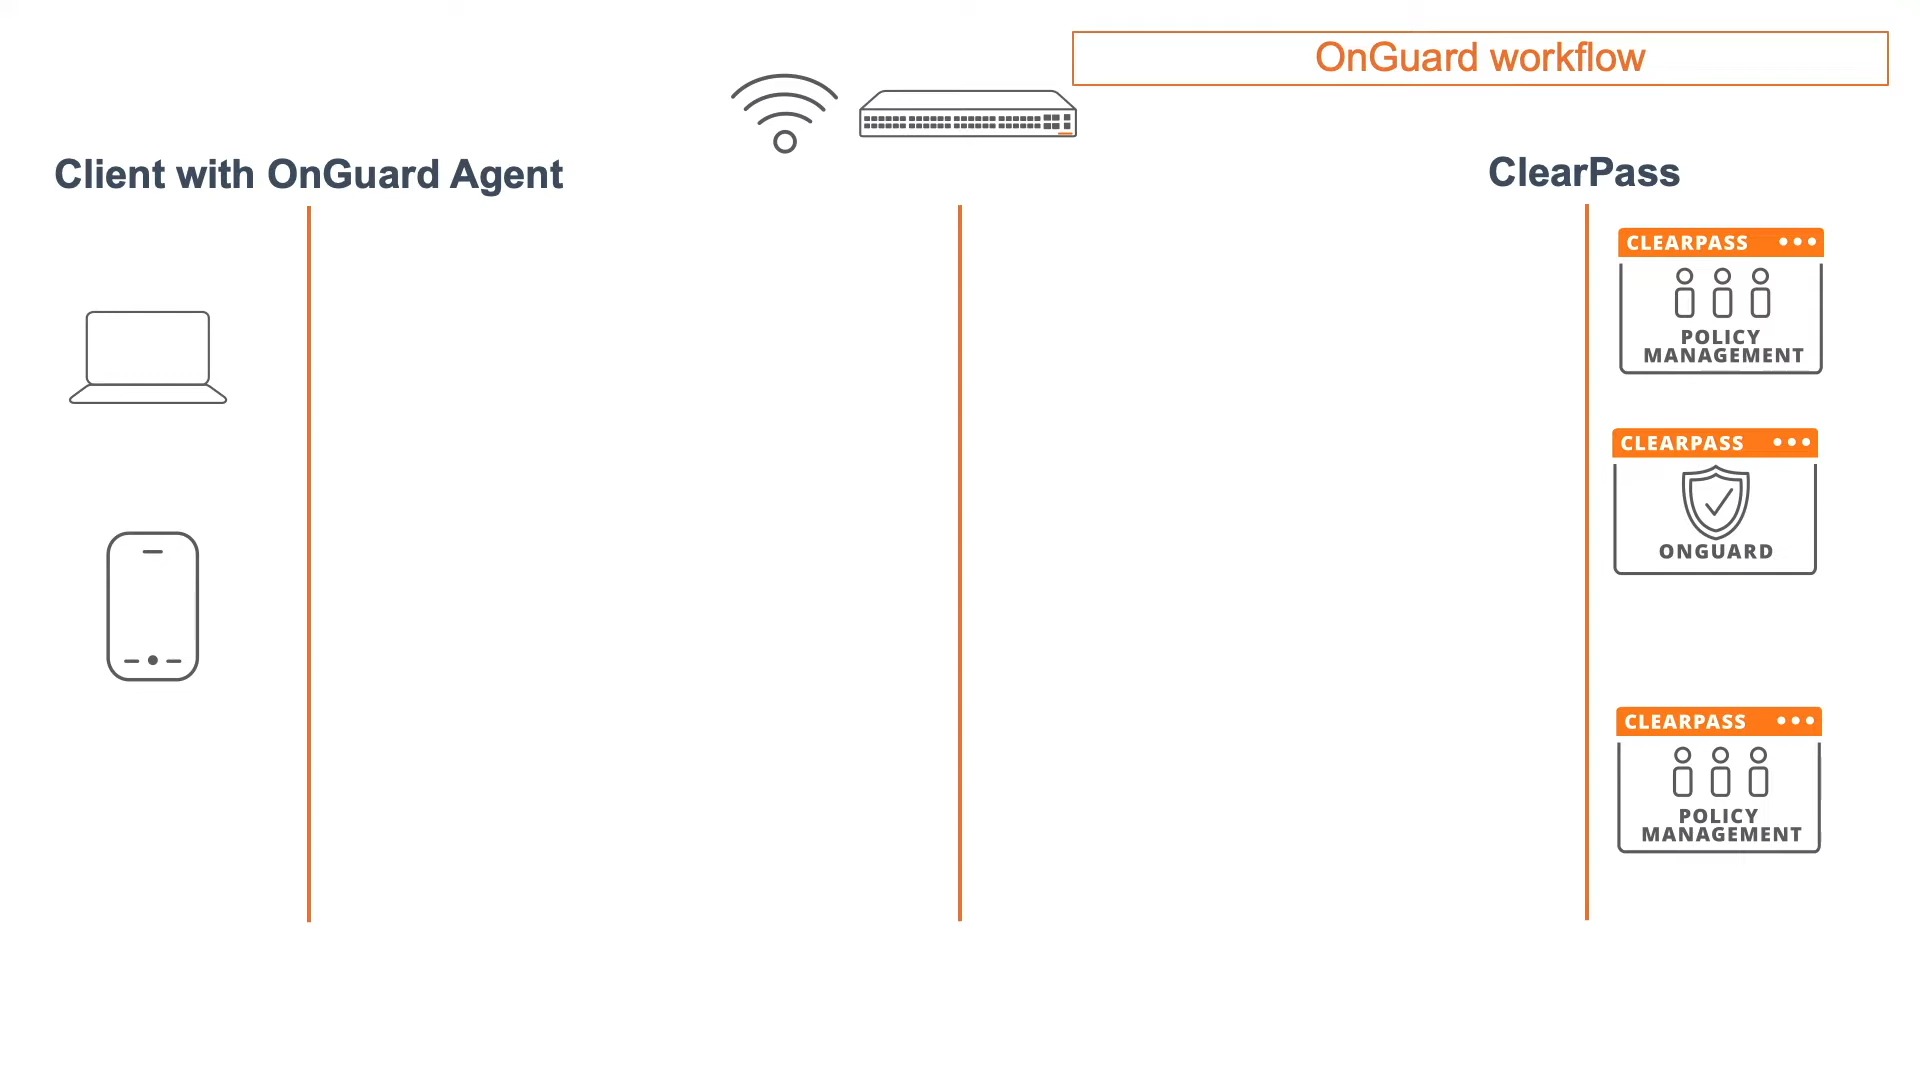 OnGuard workflow
Client with OnGuard Agent
ClearPass
CLEARPASS
POLICY
MANAGEMENT
CLEARPASS
ONGUARD
CLEARPASS
POLICY
MANAGEMENT